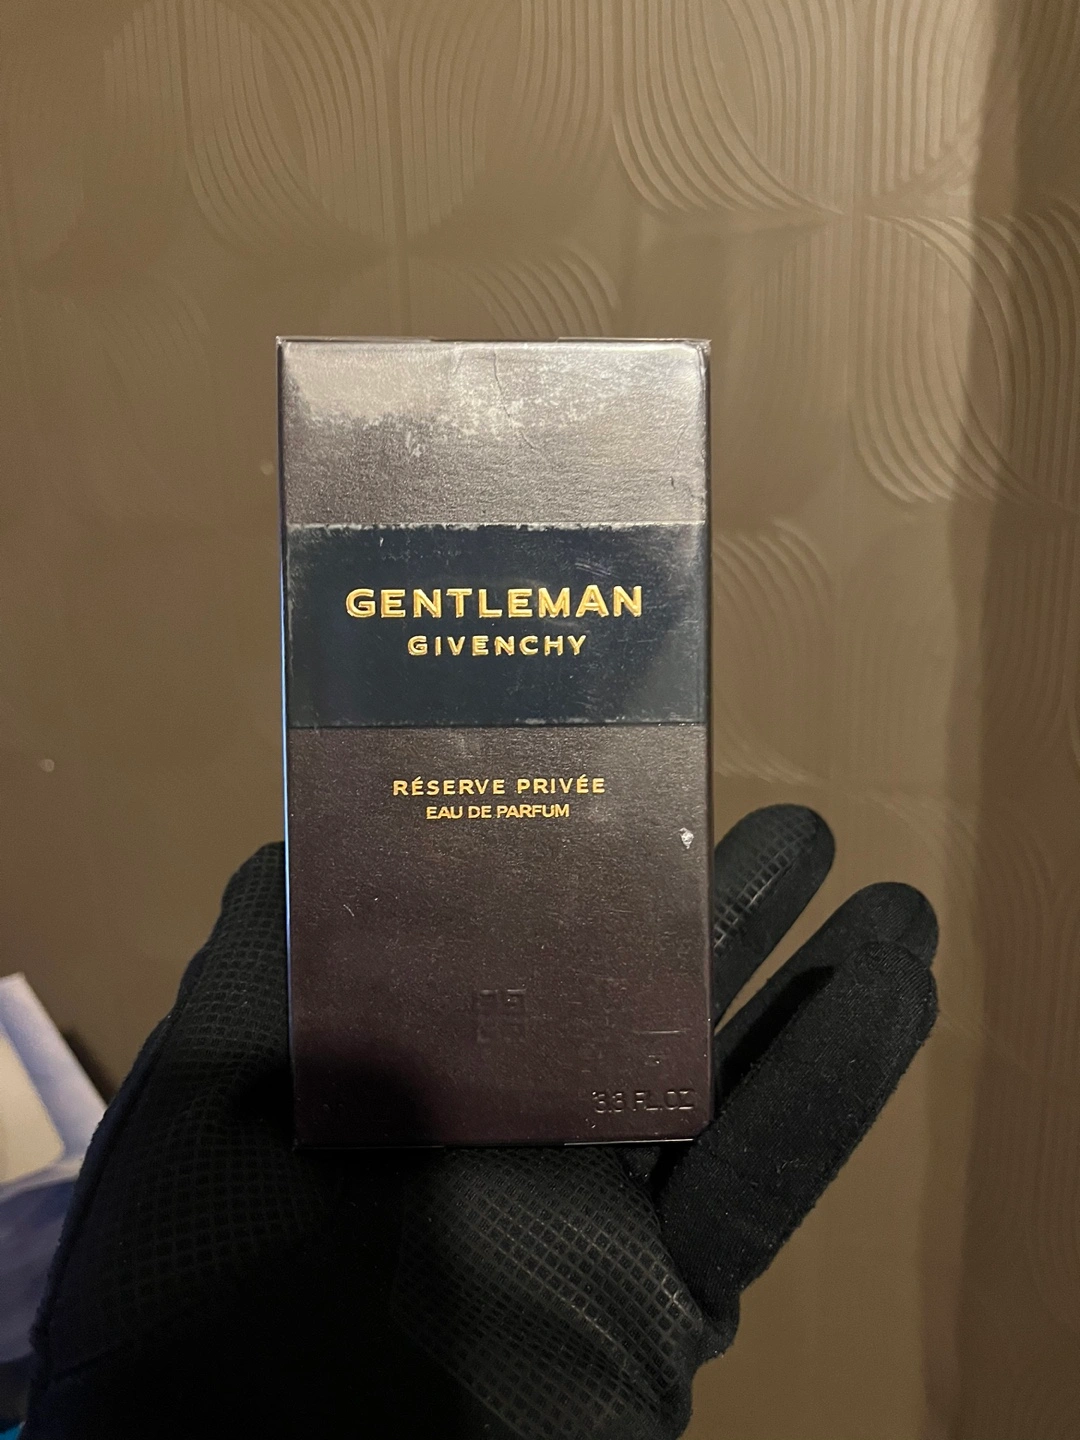 GENTLEMAN
GIVENCHY
RÉSERVE PRIVÉE
EAU DE PARFUM
3.3 FL.OZ